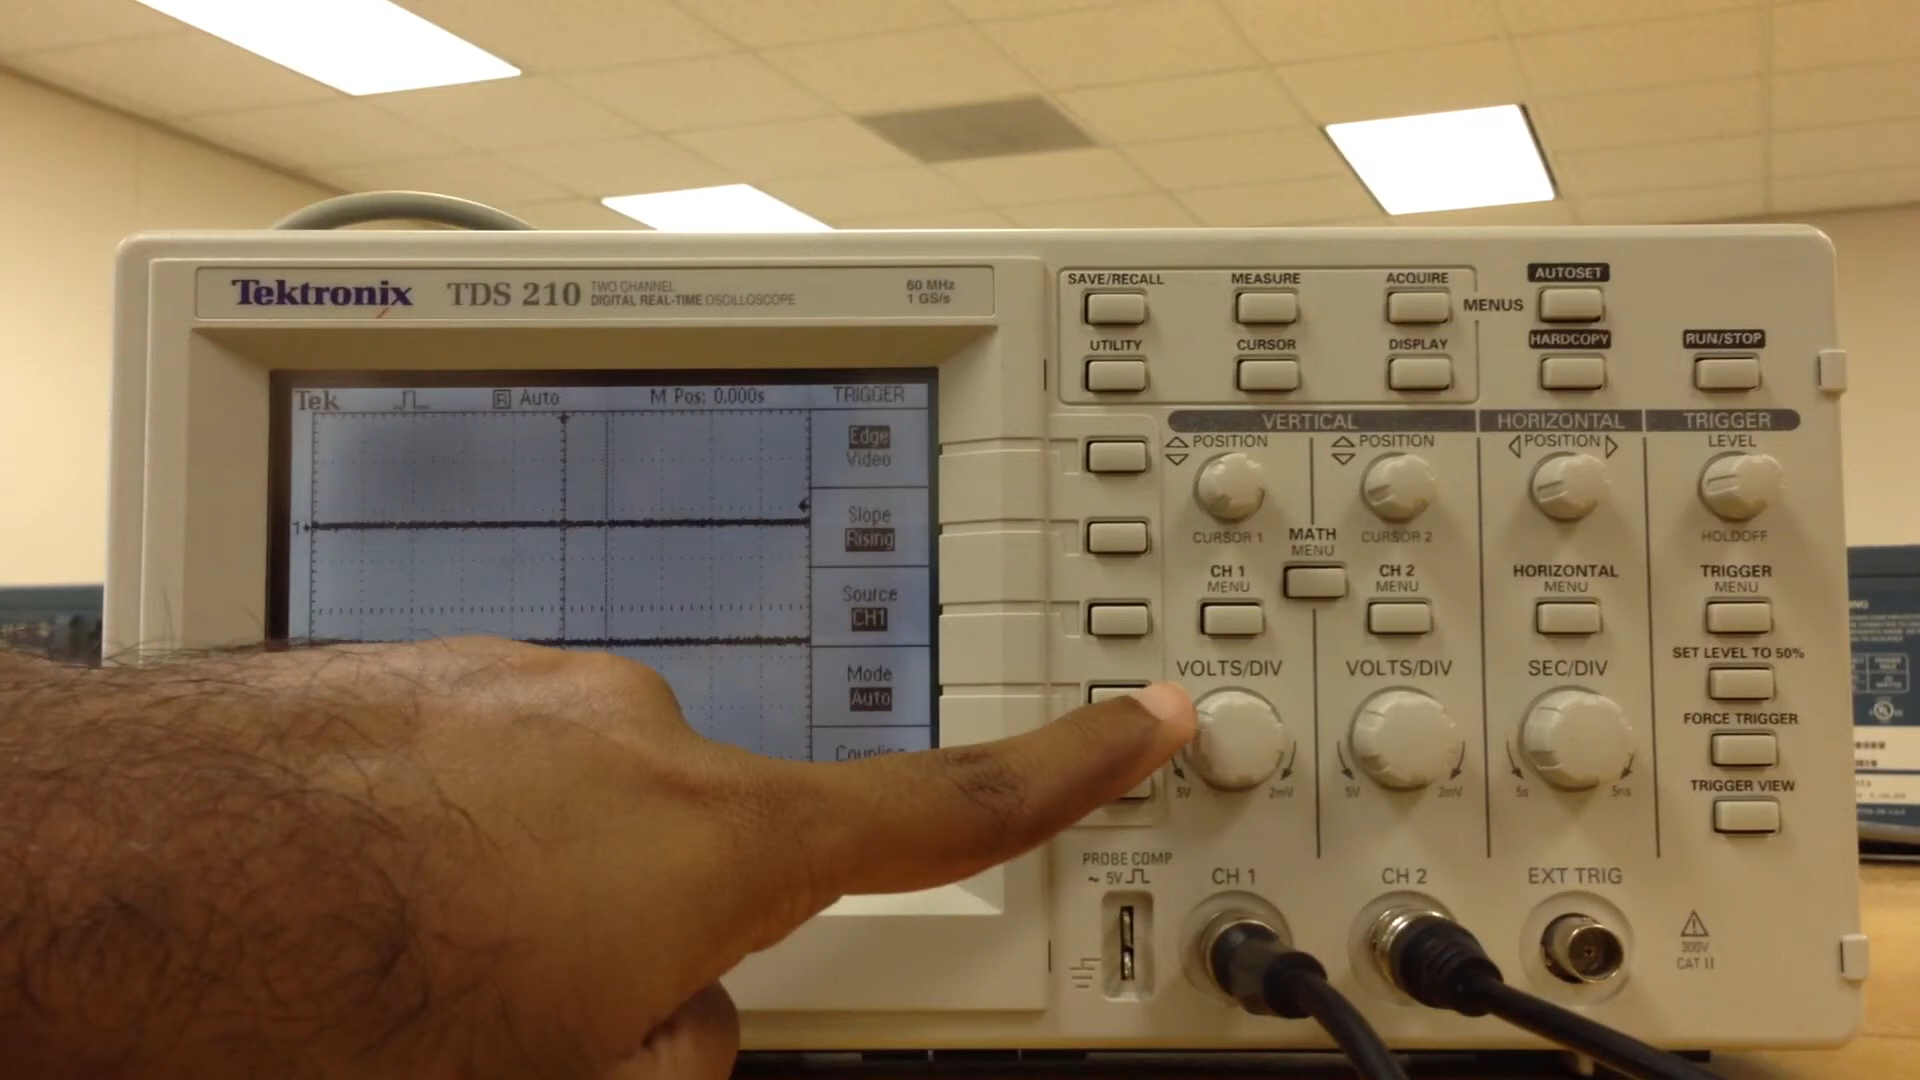 Tektronix TDS 210 TWO CHANNEL
DIGITAL REAL-TIME OSCILLOSCOPE
60 MHz
1 GS/s
Tek R Auto M Pos: 0.000s TRIGGER
Edge
Video
Slope
Rising
Source
CH1
Mode
Auto
Coupling
1
SAVE/RECALL MEASURE ACQUIRE
MENUS
UTILITY CURSOR DISPLAY
AUTOSET
HARDCOPY
RUN/STOP
VERTICAL HORIZONTAL TRIGGER
POSITION POSITION POSITION LEVEL
CURSOR 1 CURSOR 2 HOLDOFF
MATH
MENU
CH 1
MENU
CH 2
MENU
HORIZONTAL
MENU
TRIGGER
MENU
SET LEVEL TO 50%
VOLTS/DIV VOLTS/DIV SEC/DIV
FORCE TRIGGER
TRIGGER VIEW
5V 2mV 5V 2mV 5s 5ns
PROBE COMP
~ 5V
CH 1 CH 2 EXT TRIG
300V
CAT II